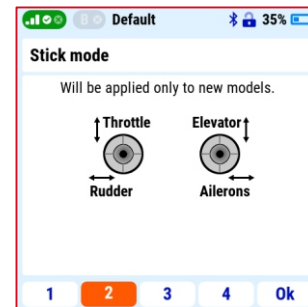 B Default 35%
Stick mode
Will be applied only to new models.
Throttle Elevator
Rudder Ailerons
1 2 3 4 Ok